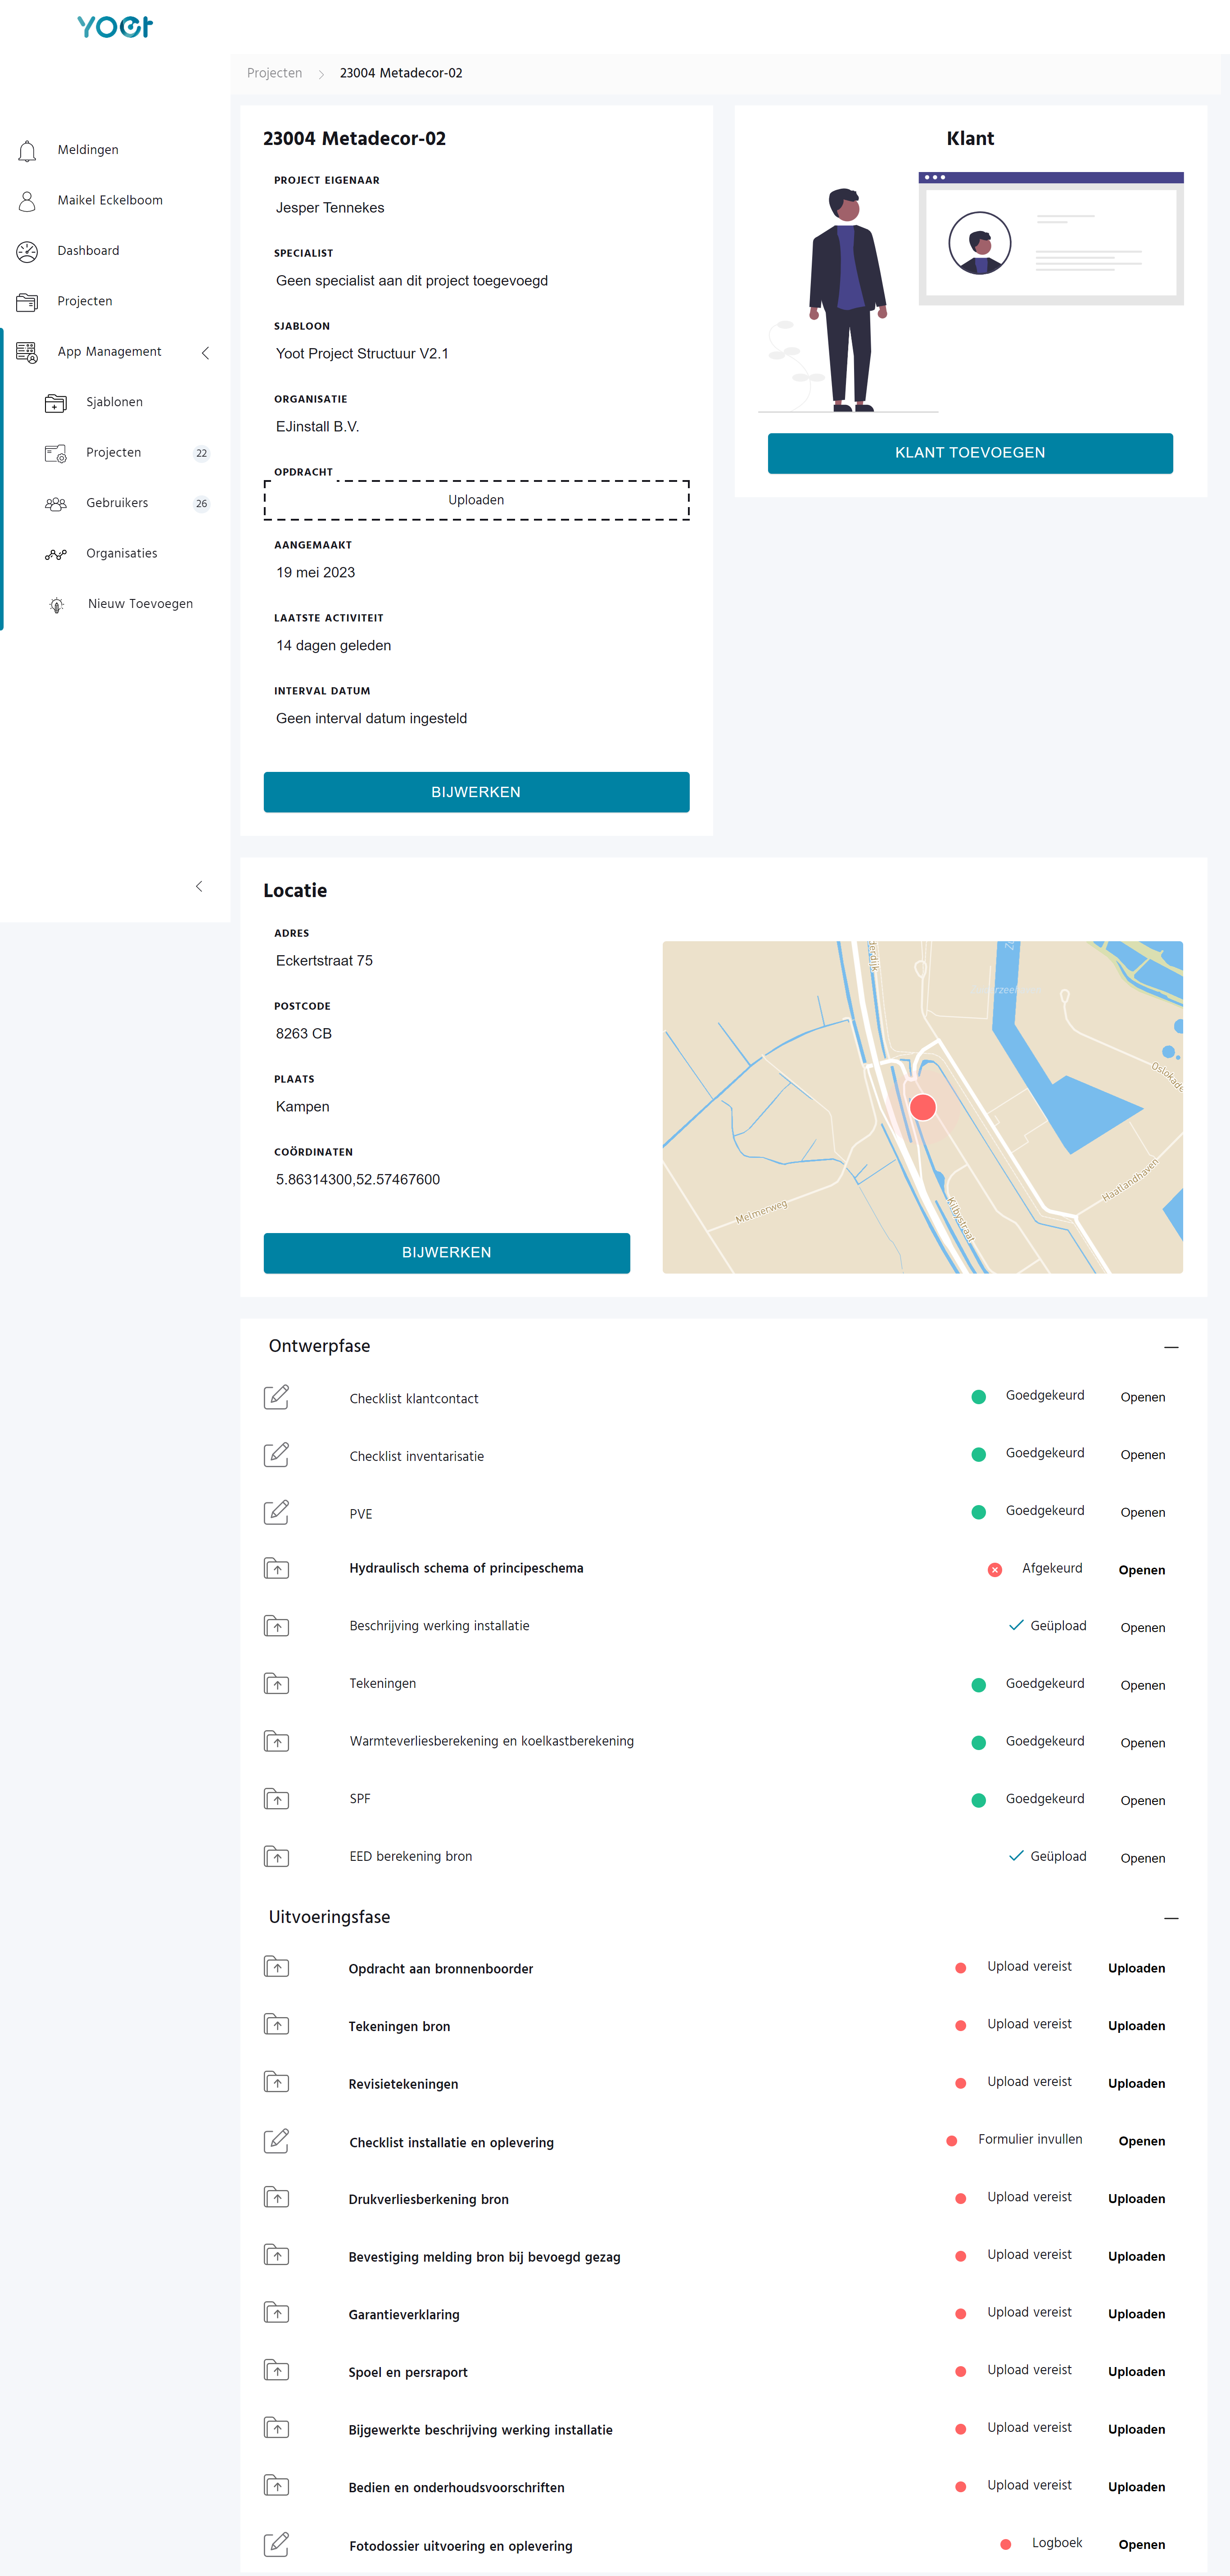 Yoot
Projecten > 23004 Metadecor-02
Meldingen
Maikel Eckelboom
Dashboard
Projecten
App Management
Sjablonen
Projecten 22
Gebruikers 26
Organisaties
Nieuw Toevoegen
23004 Metadecor-02
PROJECT EIGENAAR
Jesper Tennekes
SPECIALIST
Geen specialist aan dit project toegevoegd
SJABLOON
Yoot Project Structuur V2.1
ORGANISATIE
EJinstall B.V.
OPDRACHT
Uploaden
AANGEMAAKT
19 mei 2023
LAATSTE ACTIVITEIT
14 dagen geleden
INTERVAL DATUM
Geen interval datum ingesteld
BIJWERKEN
Klant
KLANT TOEVOEGEN
Locatie
ADRES
Eckertstraat 75
POSTCODE
8263 CB
PLAATS
Kampen
COÖRDINATEN
5.86314300,52.57467600
BIJWERKEN
derdijk
Oslokade
Haatlandhaven
Melmerweg
Kilbystraat
Ontwerpfase
Checklist klantcontact Goedgekeurd Openen
Checklist inventarisatie Goedgekeurd Openen
PVE Goedgekeurd Openen
Hydraulisch schema of principeschema Afgekeurd Openen
Beschrijving werking installatie Geüpload Openen
Tekeningen Goedgekeurd Openen
Warmteverliesberekening en koelkastberekening Goedgekeurd Openen
SPF Goedgekeurd Openen
EED berekening bron Geüpload Openen
Uitvoeringsfase
Opdracht aan bronnenboorder Upload vereist Uploaden
Tekeningen bron Upload vereist Uploaden
Revisietekeningen Upload vereist Uploaden
Checklist installatie en oplevering Formulier invullen Openen
Drukverliesberkening bron Upload vereist Uploaden
Bevestiging melding bron bij bevoegd gezag Upload vereist Uploaden
Garantieverklaring Upload vereist Uploaden
Spoel en persraport Upload vereist Uploaden
Bijgewerkte beschrijving werking installatie Upload vereist Uploaden
Bedien en onderhoudsvoorschriften Upload vereist Uploaden
Fotodossier uitvoering en oplevering Logboek Openen